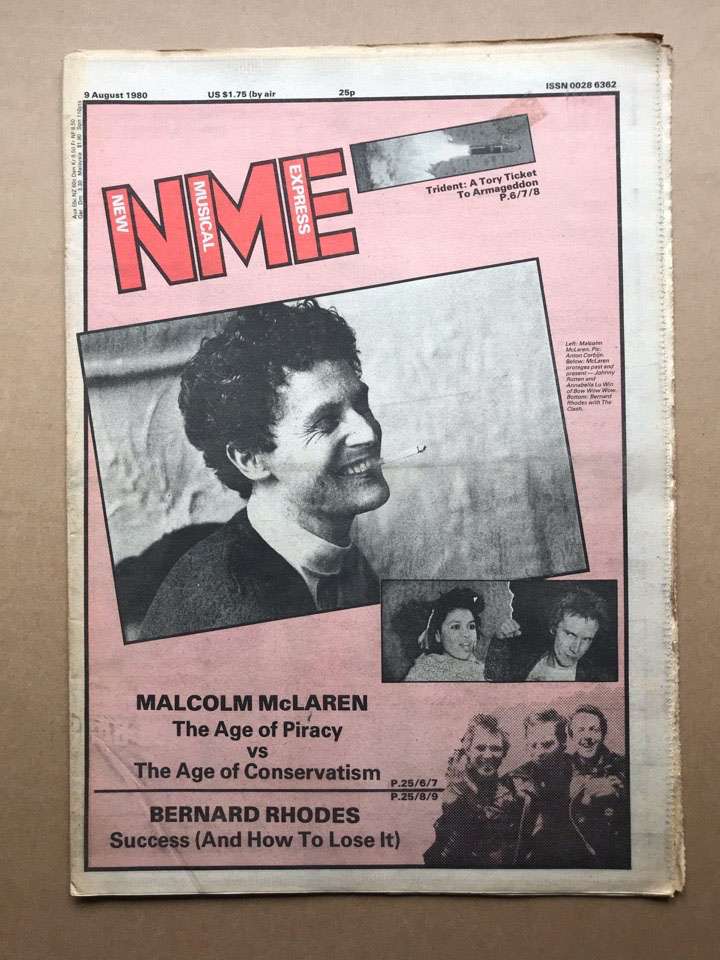 9 August 1980 US $1.75 (by air 25p ISSN 0028 6362
NEW MUSICAL EXPRESS
NME
Trident: A Tory Ticket
To Armageddon
P.6/7/8
Left: Malcolm
McLaren. Pic:
Anton Corbijn.
Below: McLaren
proteges past and
present — Johnny
Rotten and
Annabella Lu Win
of Bow Wow Wow.
Bottom: Bernard
Rhodes with The
Clash.
MALCOLM McLAREN
The Age of Piracy
vs
The Age of Conservatism
P.25/6/7
P.25/8/9
BERNARD RHODES
Success (And How To Lose It)